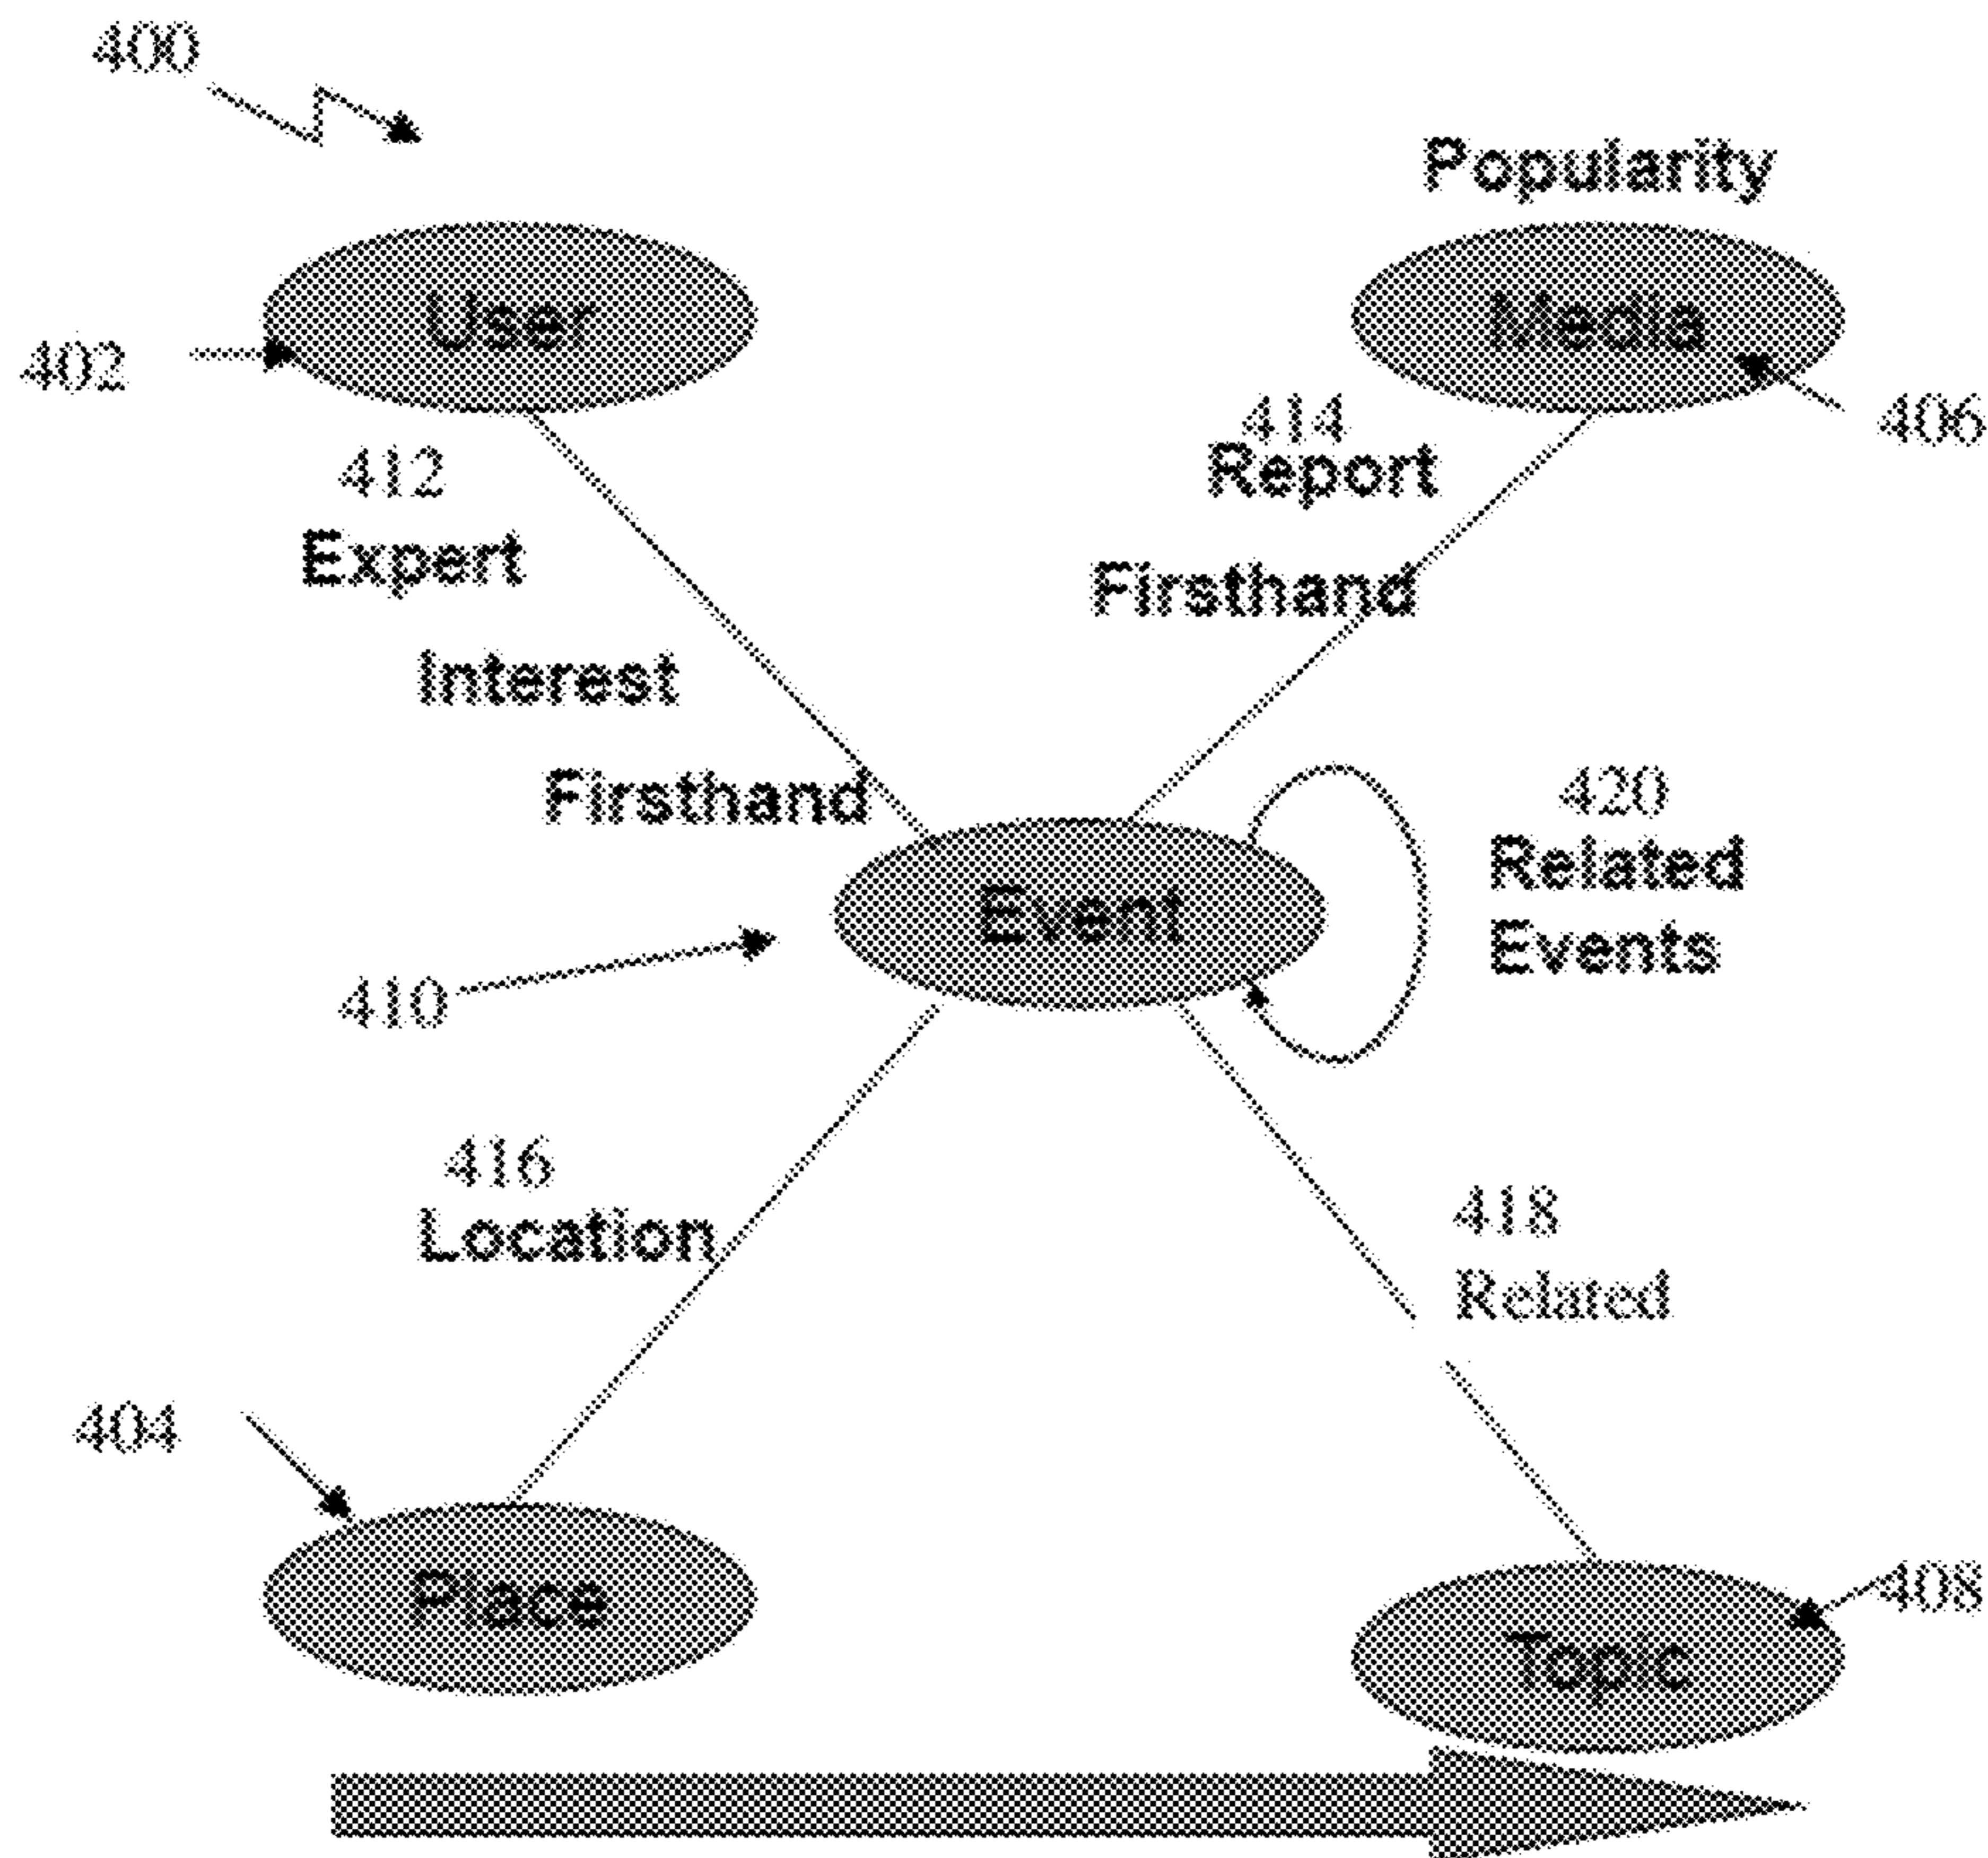 400
Popularity
User
Media
402
406
414
Report
412
Expert
Firsthand
Interest
Firsthand
420
Related
Events
Event
410
416
Location
418
Related
404
Place
408
Topic